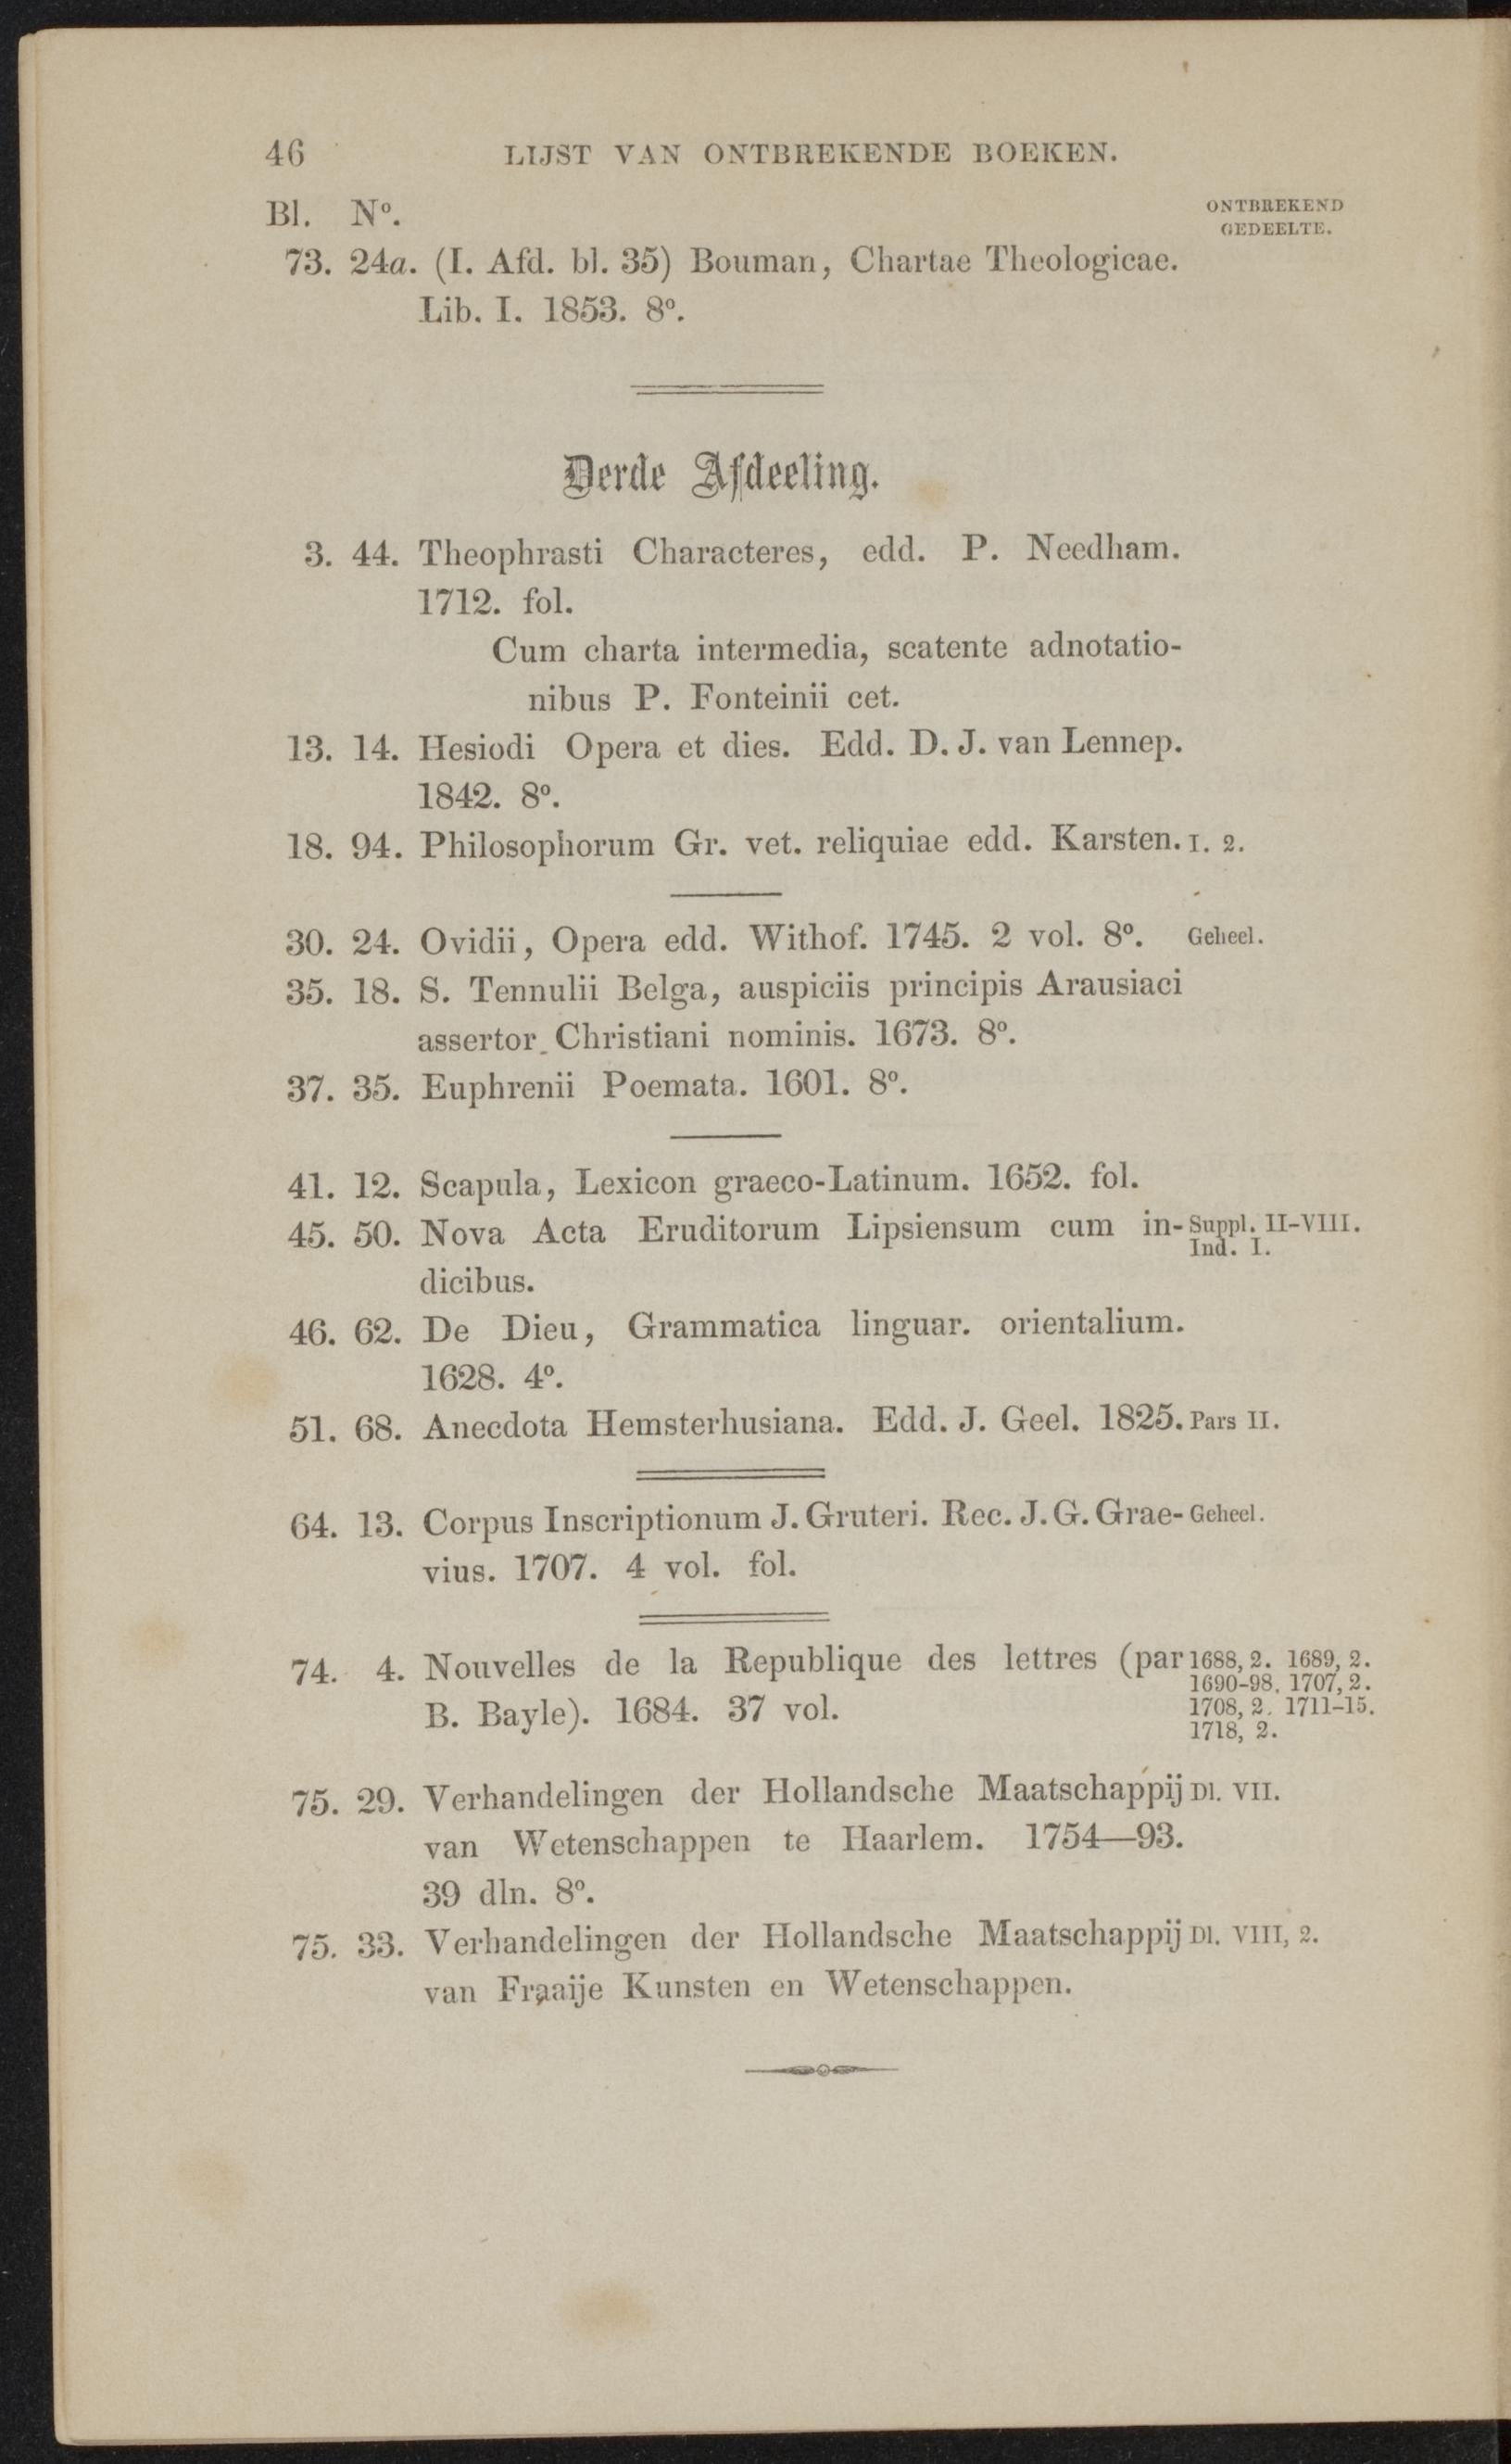 46 LIJST VAN ONTBREKENDE BOEKEN.
Bl. Nº. ONTBREKEND GEDEELTE.
73. 24a. (I. Afd. bl. 35) Bouman, Chartae Theologicae.
Lib. I. 1853. 8º.
Derde Afdeeling.
3. 44. Theophrasti Characteres, edd. P. Needham.
1712. fol.
Cum charta intermedia, scatente adnotatio-
nibus P. Fonteinii cet.
13. 14. Hesiodi Opera et dies. Edd. D. J. van Lennep.
1842. 8º.
18. 94. Philosophorum Gr. vet. reliquiae edd. Karsten. I. 2.
30. 24. Ovidii, Opera edd. Withof. 1745. 2 vol. 8º. Geheel.
35. 18. S. Tennulii Belga, auspiciis principis Arausiaci
assertor Christiani nominis. 1673. 8º.
37. 35. Euphrenii Poemata. 1601. 8º.
41. 12. Scapula, Lexicon graeco-Latinum. 1652. fol.
45. 50. Nova Acta Eruditorum Lipsiensum cum in- Suppl. II-VIII.
Ind. I.
dicibus.
46. 62. De Dieu, Grammatica linguar. orientalium.
1628. 4º.
51. 68. Anecdota Hemsterhusiana. Edd. J. Geel. 1825. Pars II.
64. 13. Corpus Inscriptionum J. Gruteri. Rec. J. G. Grae- Geheel.
vius. 1707. 4 vol. fol.
74. 4. Nouvelles de la Republique des lettres (par 1688, 2. 1689, 2.
1690-98. 1707, 2.
B. Bayle). 1684. 37 vol. 1708, 2. 1711-15.
1718, 2.
75. 29. Verhandelingen der Hollandsche Maatschappij Dl. VII.
van Wetenschappen te Haarlem. 1754—93.
39 dln. 8º.
75. 33. Verhandelingen der Hollandsche Maatschappij Dl. VIII, 2.
van Fraaije Kunsten en Wetenschappen.